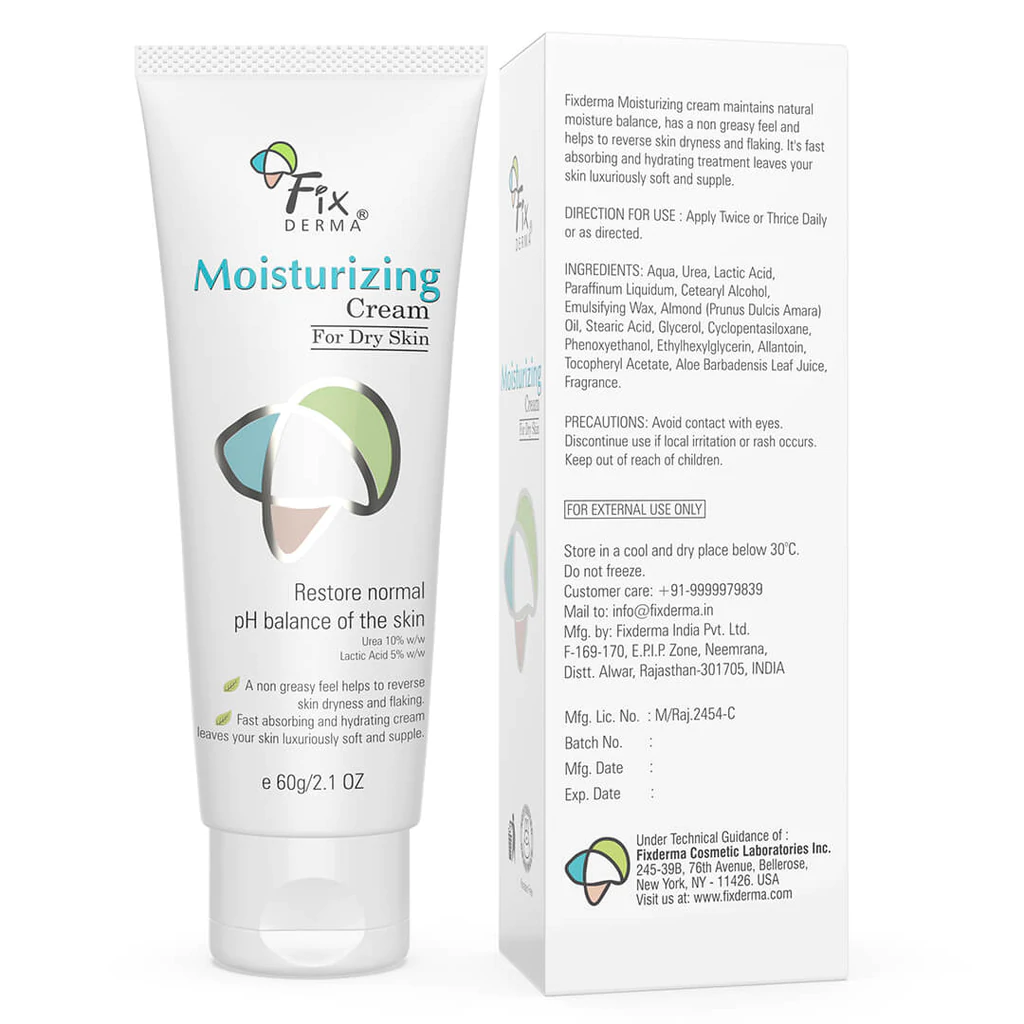 Fix
DERMA®
Moisturizing
Cream
For Dry Skin
Restore normal
pH balance of the skin
Urea 10% w/w
Lactic Acid 5% w/w
A non greasy feel helps to reverse
skin dryness and flaking.
Fast absorbing and hydrating cream
leaves your skin luxuriously soft and supple.
e 60g/2.1 OZ
Fix
DERMA
Moisturizing
Cream
For Dry Skin
Fixderma Moisturizing cream maintains natural
moisture balance, has a non greasy feel and
helps to reverse skin dryness and flaking. It's fast
absorbing and hydrating treatment leaves your
skin luxuriously soft and supple.
DIRECTION FOR USE : Apply Twice or Thrice Daily
or as directed.
INGREDIENTS: Aqua, Urea, Lactic Acid,
Paraffinum Liquidum, Cetearyl Alcohol,
Emulsifying Wax, Almond (Prunus Dulcis Amara)
Oil, Stearic Acid, Glycerol, Cyclopentasiloxane,
Phenoxyethanol, Ethylhexylglycerin, Allantoin,
Tocopheryl Acetate, Aloe Barbadensis Leaf Juice,
Fragrance.
PRECAUTIONS: Avoid contact with eyes.
Discontinue use if local irritation or rash occurs.
Keep out of reach of children.
FOR EXTERNAL USE ONLY
Store in a cool and dry place below 30°C.
Do not freeze.
Customer care: +91-9999979839
Mail to: info@fixderma.in
Mfg. by: Fixderma India Pvt. Ltd.
F-169-170, E.P.I.P. Zone, Neemrana,
Distt. Alwar, Rajasthan-301705, INDIA
Mfg. Lic. No. : M/Raj.2454-C
Batch No. :
Mfg. Date :
Exp. Date :
Under Technical Guidance of :
Fixderma Cosmetic Laboratories Inc.
245-39B, 76th Avenue, Bellerose,
New York, NY - 11426. USA
Visit us at: www.fixderma.com